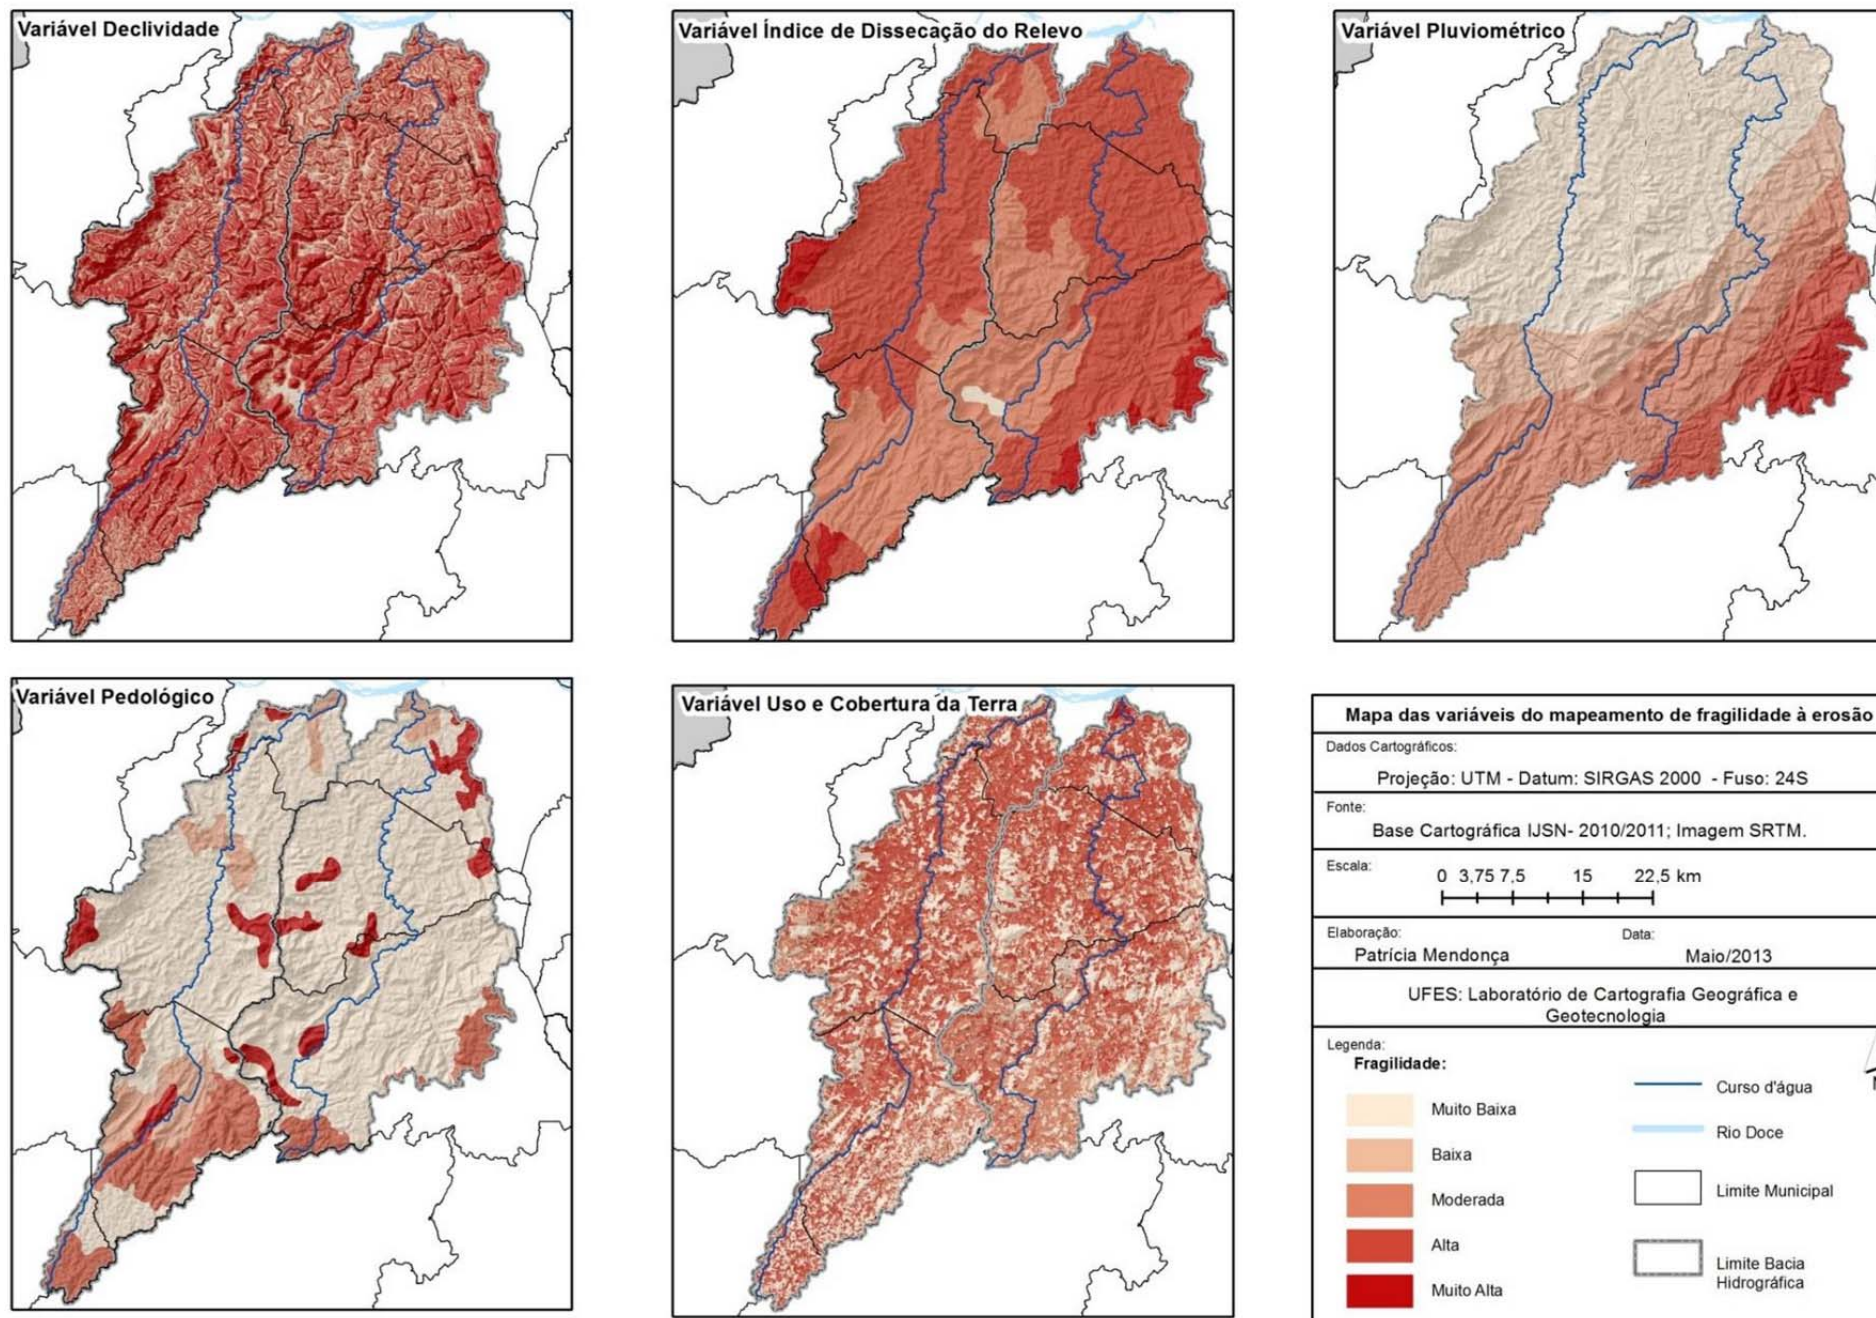 Variável Declividade
Variável Índice de Dissecação do Relevo
Variável Pluviométrico
Variável Pedológico
Variável Uso e Cobertura da Terra
Mapa das variáveis do mapeamento de fragilidade à erosão
Dados Cartográficos:
Projeção: UTM - Datum: SIRGAS 2000 - Fuso: 24S
Fonte:
Base Cartográfica IJSN- 2010/2011; Imagem SRTM.
Escala:
0 3,75 7,5 15 22,5 km
Elaboração: Data:
Patrícia Mendonça Maio/2013
UFES: Laboratório de Cartografia Geográfica e
Geotecnologia
Legenda:
Fragilidade:
Muito Baixa
Baixa
Moderada
Alta
Muito Alta
Curso d'água
Rio Doce
Limite Municipal
Limite Bacia
Hidrográfica